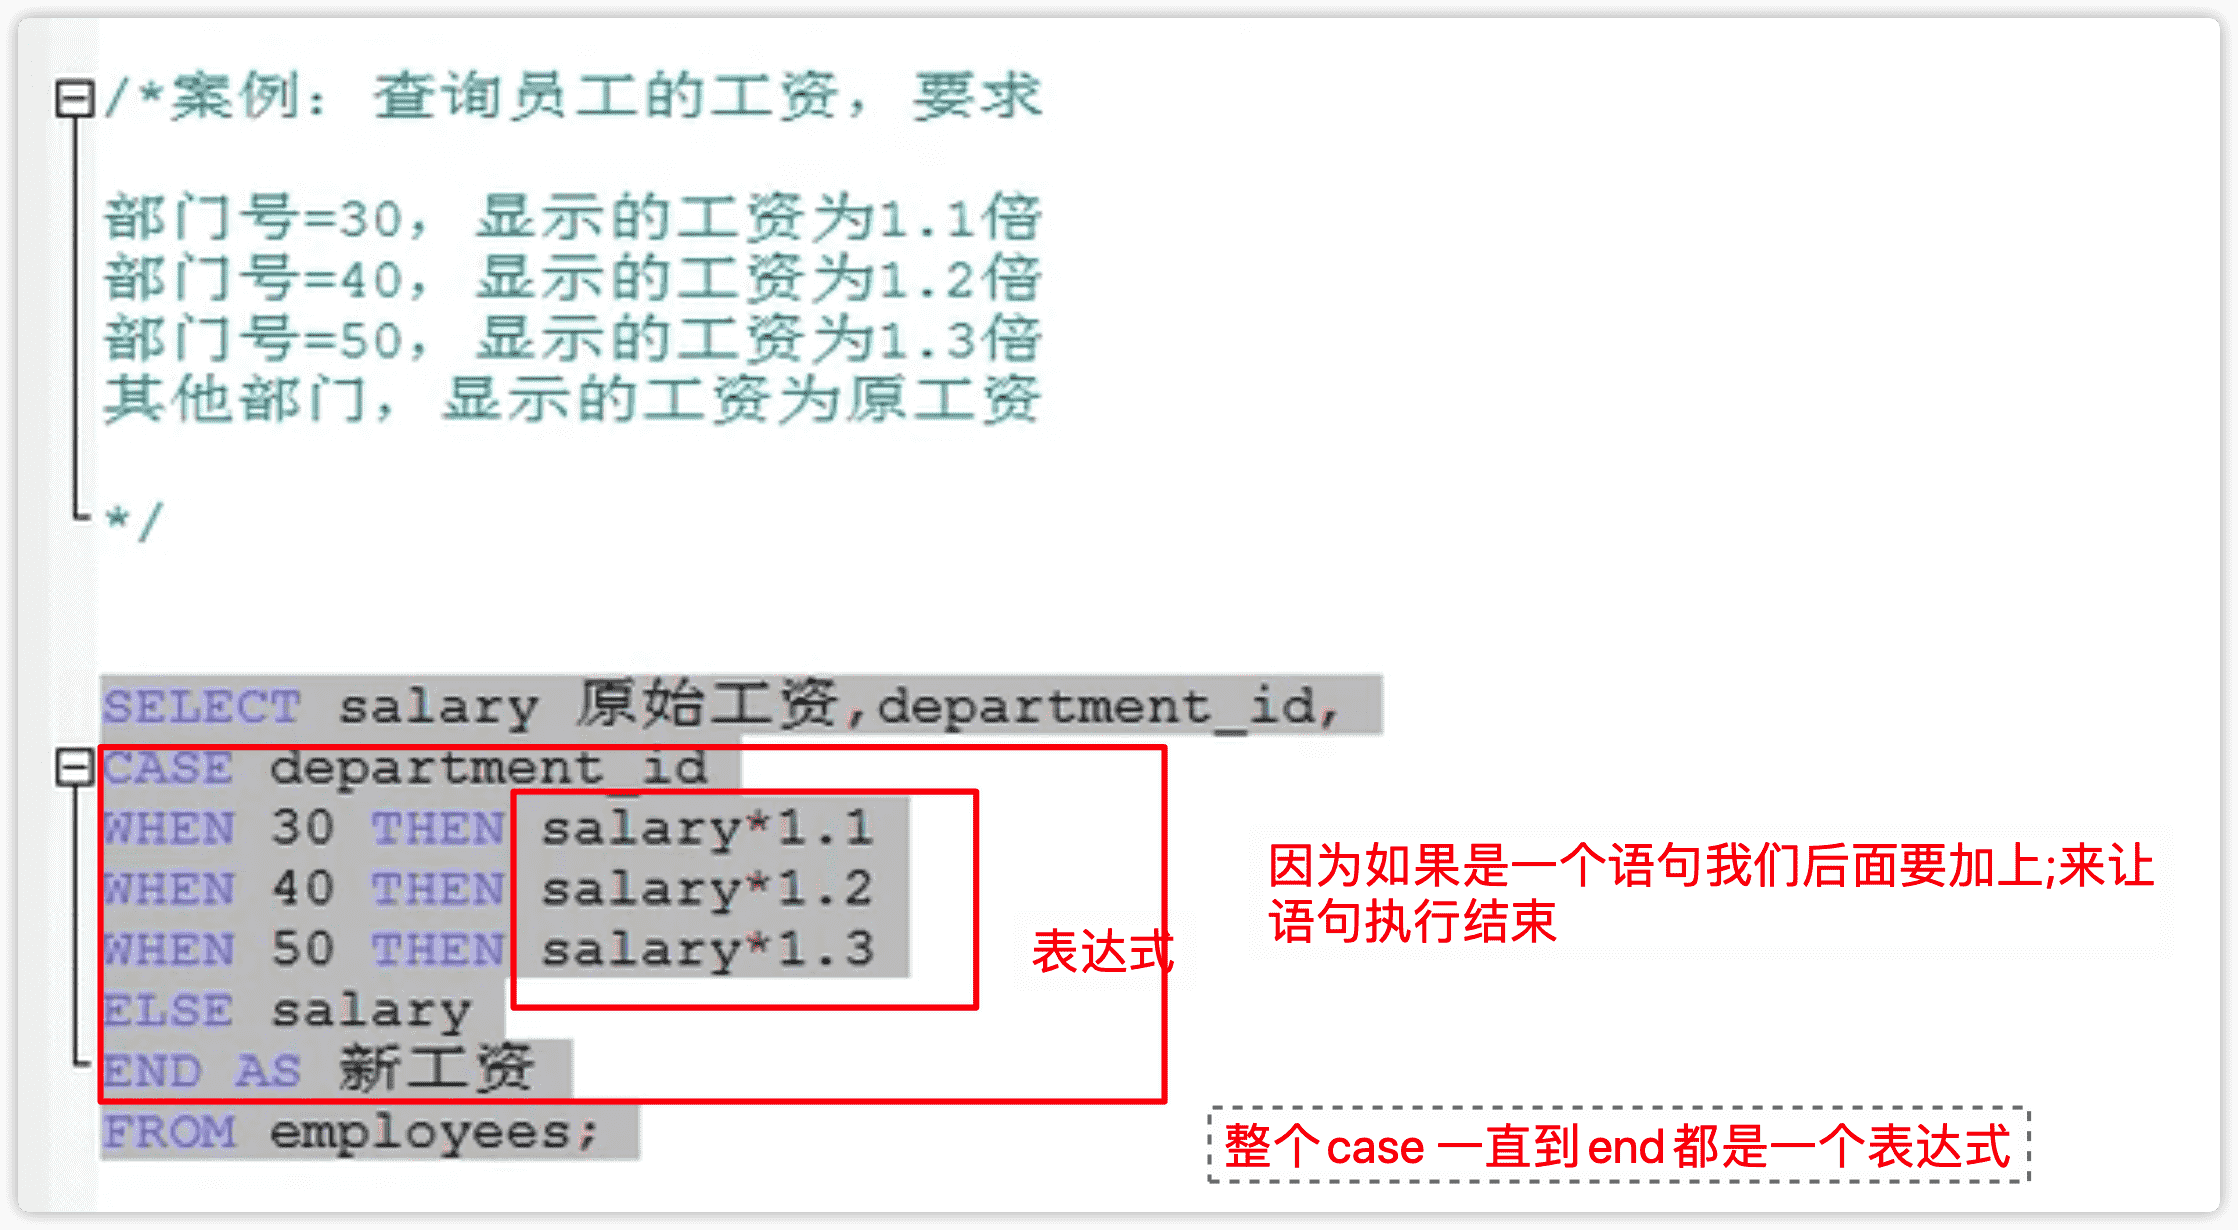 /*案例：查询员工的工资，要求
部门号=30，显示的工资为1.1倍
部门号=40，显示的工资为1.2倍
部门号=50，显示的工资为1.3倍
其他部门，显示的工资为原工资
*/
SELECT salary 原始工资,department_id,
CASE department_id
WHEN 30 THEN salary*1.1
WHEN 40 THEN salary*1.2
WHEN 50 THEN salary*1.3
ELSE salary
END AS 新工资
FROM employees;
表达式
因为如果是一个语句我们后面要加上;来让
语句执行结束
整个case 一直到end都是一个表达式